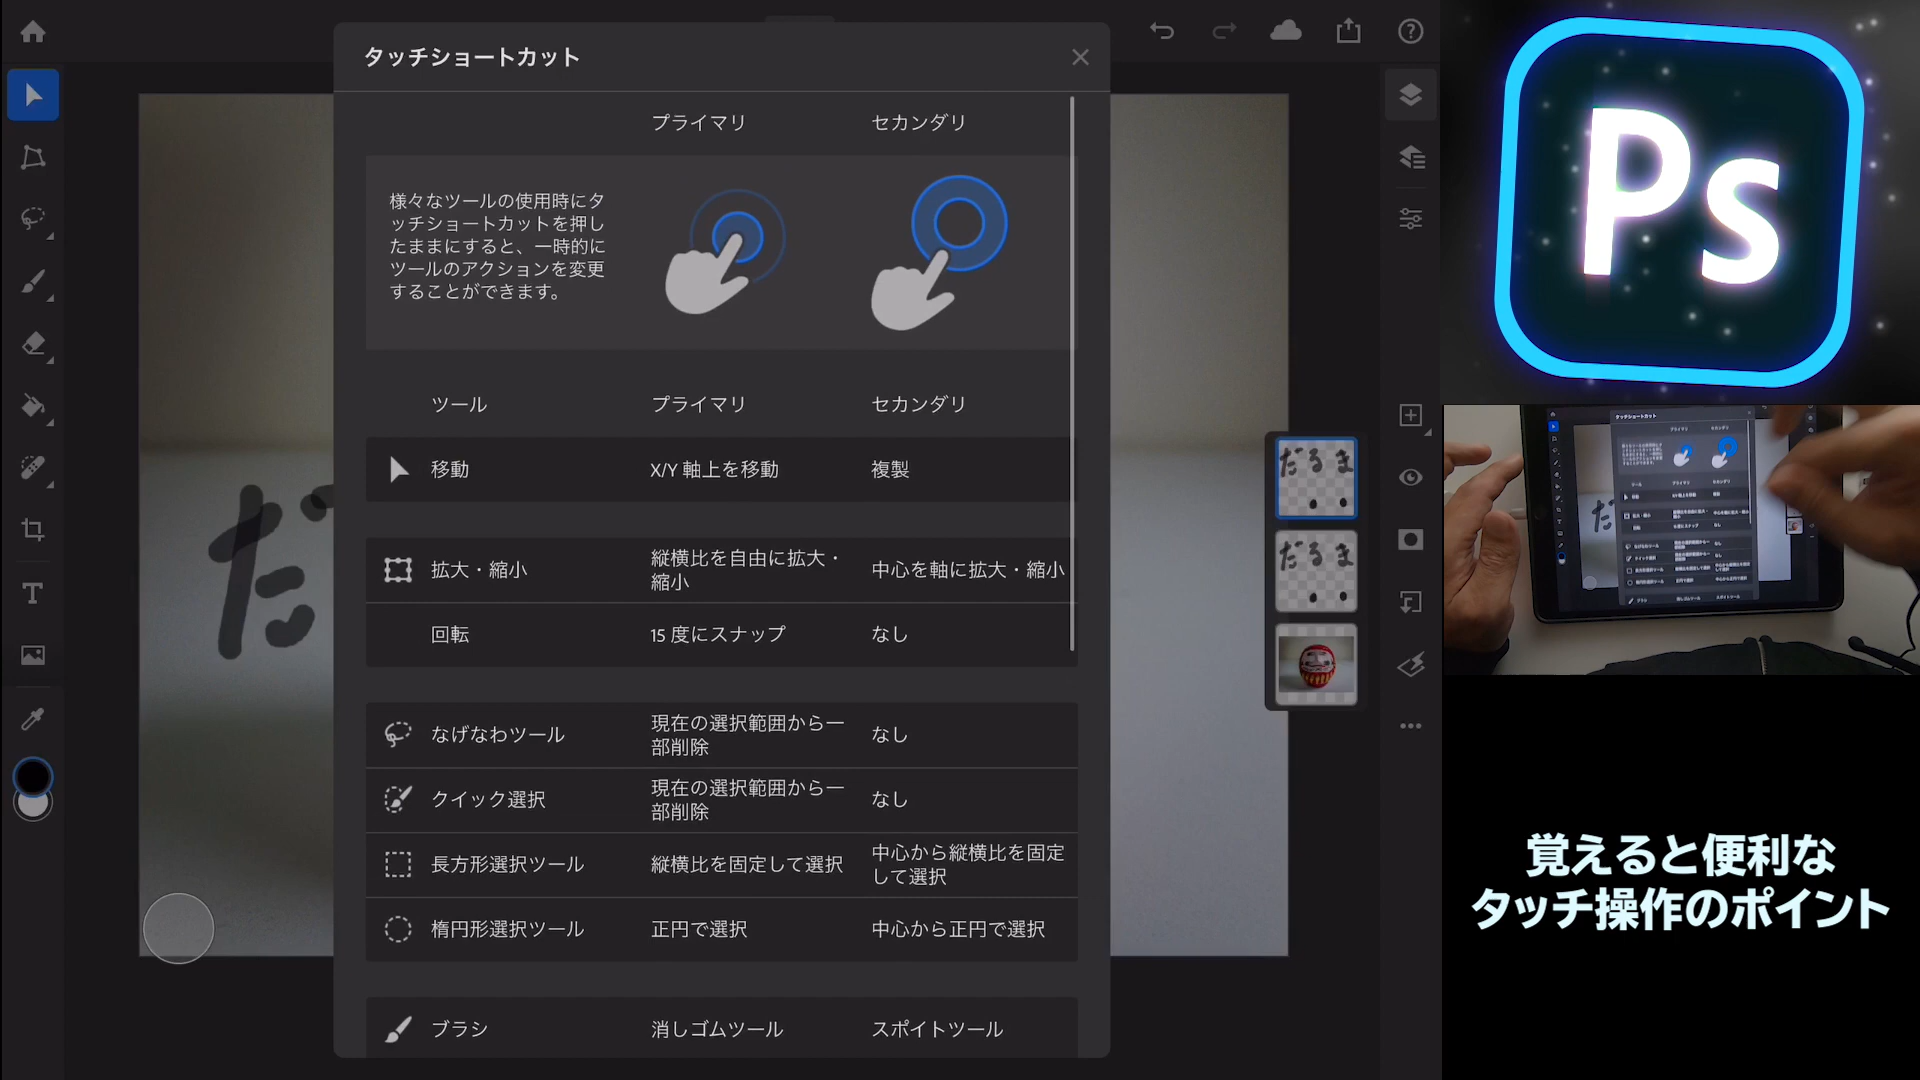 タッチショートカット
プライマリ セカンダリ
様々なツールの使用時にタ
ッチショートカットを押し
たままにすると、一時的に
ツールのアクションを変更
することができます。
ツール プライマリ セカンダリ
移動 X/Y 軸上を移動 複製
拡大・縮小 縦横比を自由に拡大・
縮小 中心を軸に拡大・縮小
回転 15 度にスナップ なし
なげなわツール 現在の選択範囲から一
部削除 なし
クイック選択 現在の選択範囲から一
部削除 なし
長方形選択ツール 縦横比を固定して選択 中心から縦横比を固定
して選択
楕円形選択ツール 正円で選択 中心から正円で選択
ブラシ 消しゴムツール スポイトツール
だ
だるま
だるま
Ps
覚えると便利な
タッチ操作のポイント